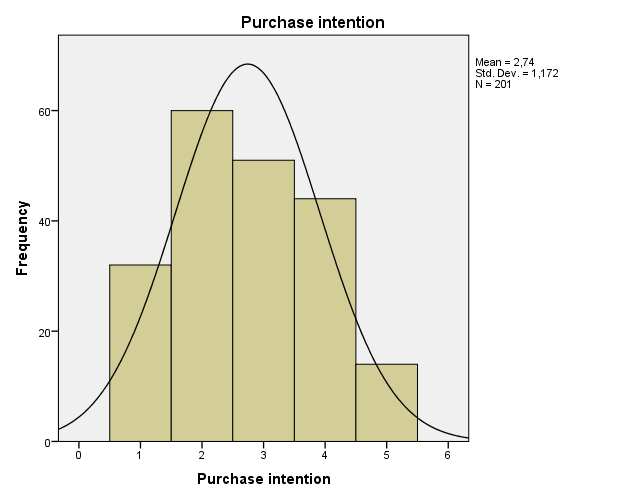 Purchase intention
Mean = 2,74
Std. Dev. = 1,172
N = 201
Frequency
60
40
20
0
0 1 2 3 4 5 6
Purchase intention